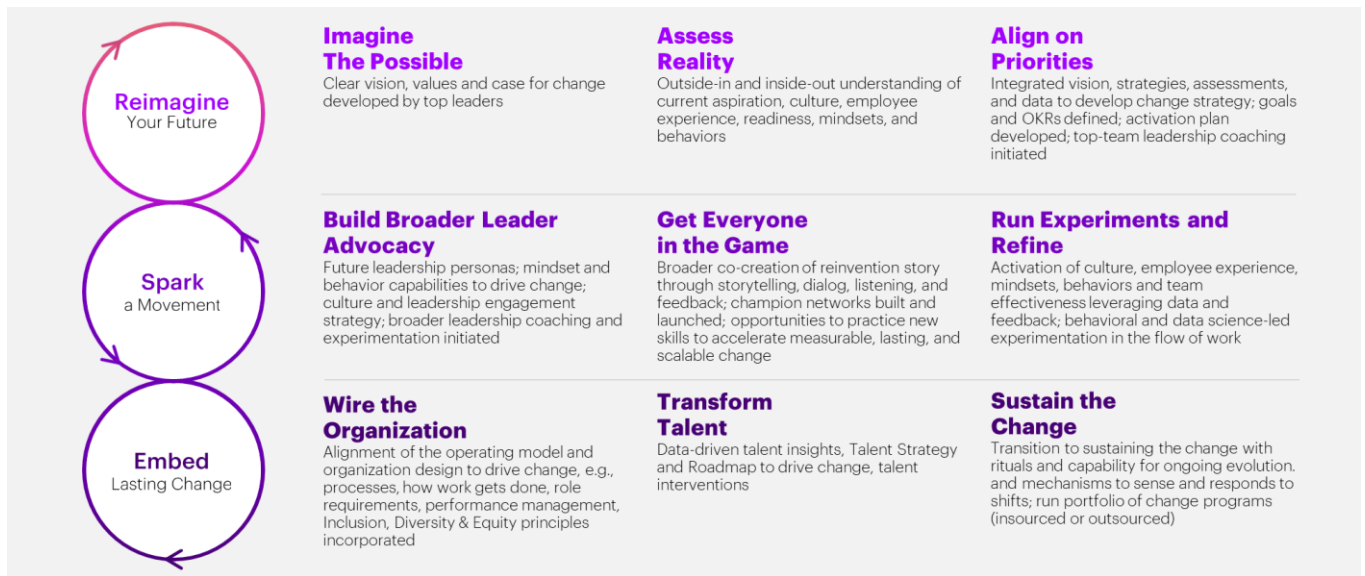 Reimagine
Your Future
Imagine
The Possible
Clear vision, values and case for change
developed by top leaders
Assess
Reality
Outside-in and inside-out understanding of
current aspiration, culture, employee
experience, readiness, mindsets, and
behaviors
Align on
Priorities
Integrated vision, strategies, assessments,
and data to develop change strategy; goals
and OKRs defined; activation plan
developed; top-team leadership coaching
initiated
Spark
a Movement
Build Broader Leader
Advocacy
Future leadership personas; mindset and
behavior capabilities to drive change;
culture and leadership engagement
strategy; broader leadership coaching and
experimentation initiated
Get Everyone
in the Game
Broader co-creation of reinvention story
through storytelling, dialog, listening, and
feedback; champion networks built and
launched; opportunities to practice new
skills to accelerate measurable, lasting, and
scalable change
Run Experiments and
Refine
Activation of culture, employee experience,
mindsets, behaviors and team
effectiveness leveraging data and
feedback; behavioral and data science-led
experimentation in the flow of work
Embed
Lasting Change
Wire the
Organization
Alignment of the operating model and
organization design to drive change, e.g.,
processes, how work gets done, role
requirements, performance management,
Inclusion, Diversity & Equity principles
incorporated
Transform
Talent
Data-driven talent insights, Talent Strategy
and Roadmap to drive change, talent
interventions
Sustain the
Change
Transition to sustaining the change with
rituals and capability for ongoing evolution.
and mechanisms to sense and responds to
shifts; run portfolio of change programs
(insourced or outsourced)